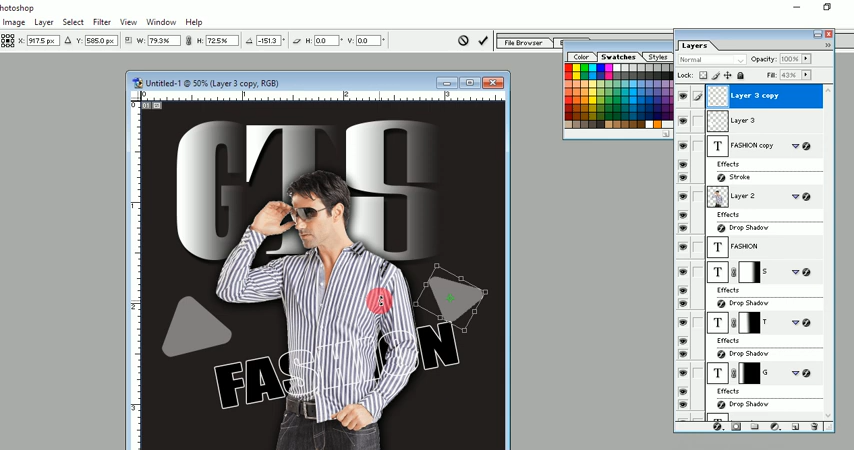 Photoshop
Image Layer Select Filter View Window Help
X: 917.5 px Y: 585.0 px W: 79.3% H: 72.5% -151.3 H: 0.0 V: 0.0
File Browser
Color Swatches Styles
Layers
Normal Opacity: 100%
Lock: Fill: 43%
Untitled-1 @ 50% (Layer 3 copy, RGB)
Layer 3 copy
Layer 3
T FASHION copy
Effects
Stroke
Layer 2
Effects
Drop Shadow
T FASHION
T S
Effects
Drop Shadow
T T
Effects
Drop Shadow
T G
Effects
Drop Shadow
GTS
FASHION